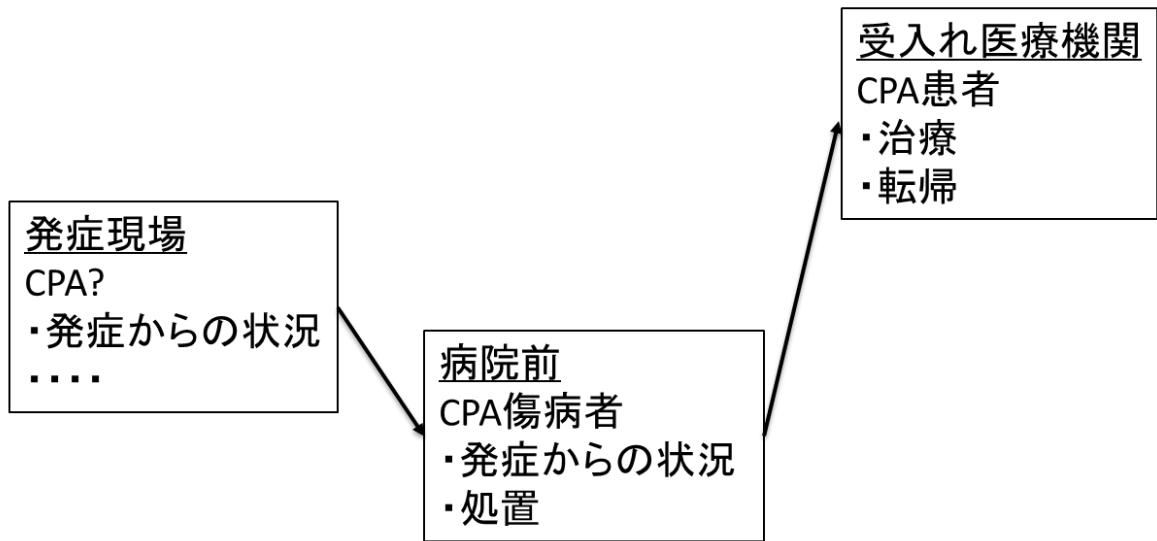 発症現場
CPA?
・発症からの状況
・・・・
病院前
CPA傷病者
・発症からの状況
・処置
受入れ医療機関
CPA患者
・治療
・転帰